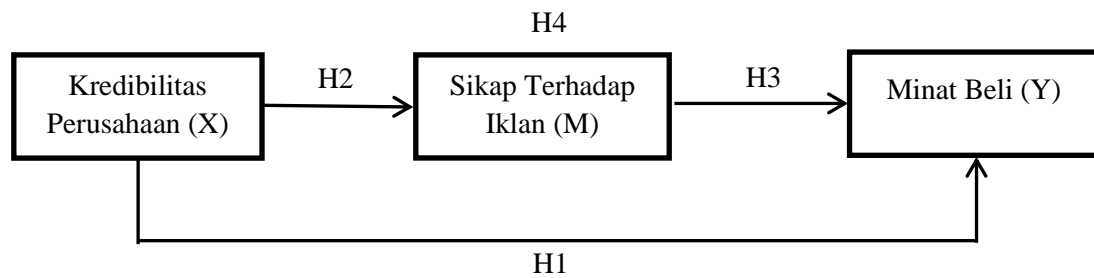 H4
Kredibilitas
Perusahaan (X)
H2
Sikap Terhadap
Iklan (M)
H3
Minat Beli (Y)
H1